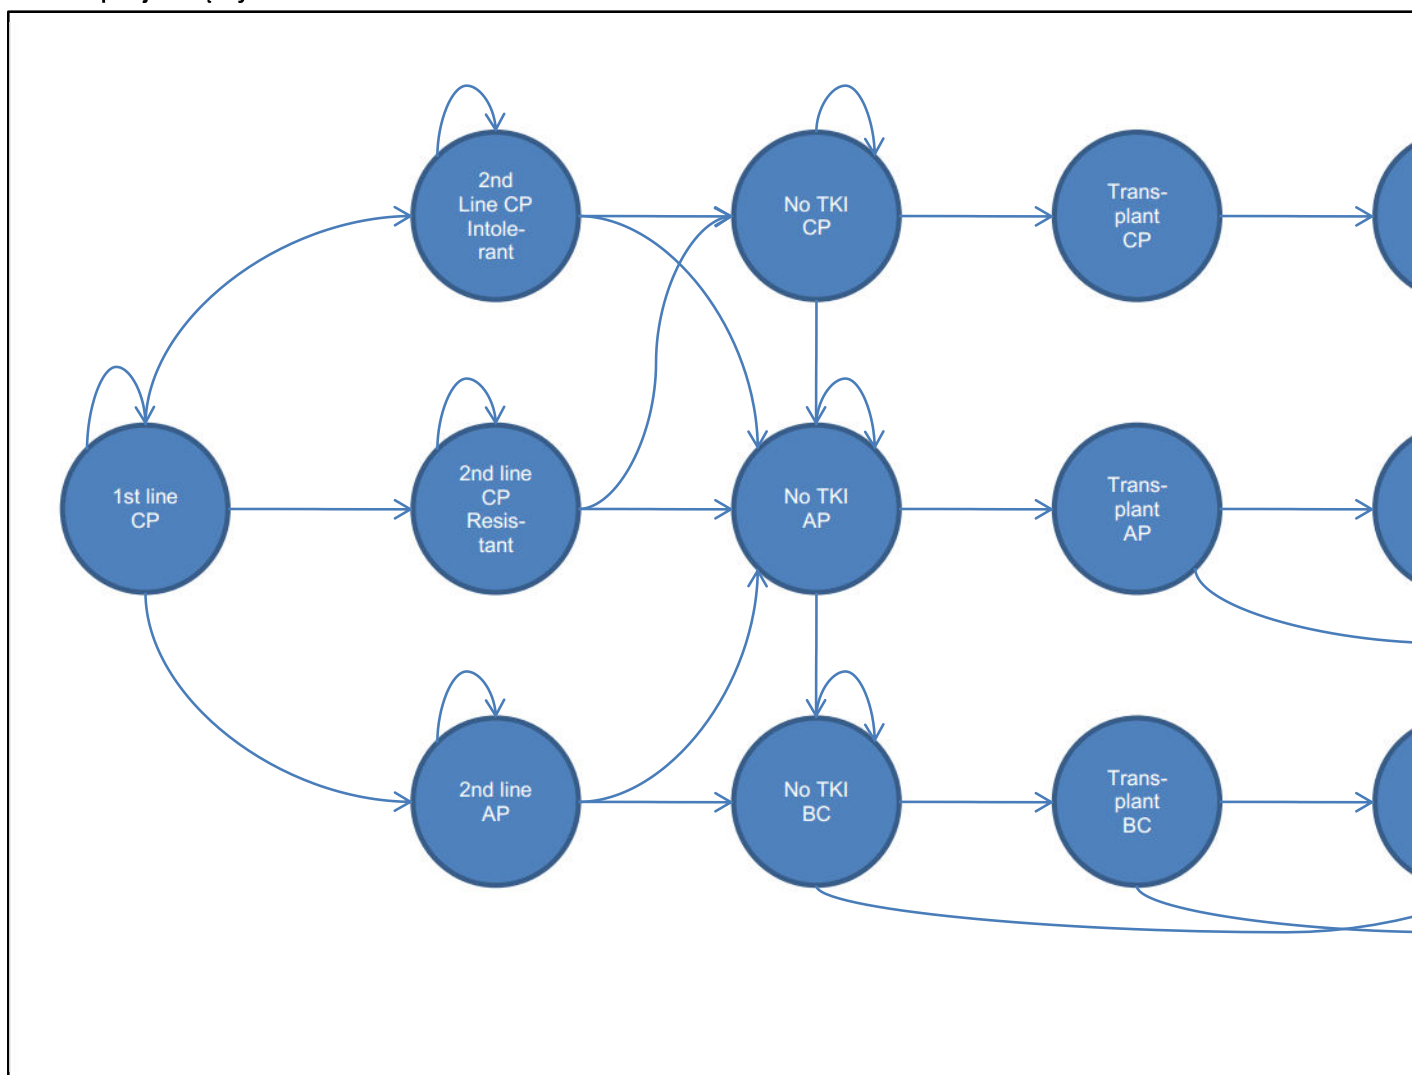 2nd
Line CP
Intole-
rant
No TKI
CP
Trans-
plant
CP
1st line
CP
2nd line
CP
Resis-
tant
No TKI
AP
Trans-
plant
AP
2nd line
AP
No TKI
BC
Trans-
plant
BC